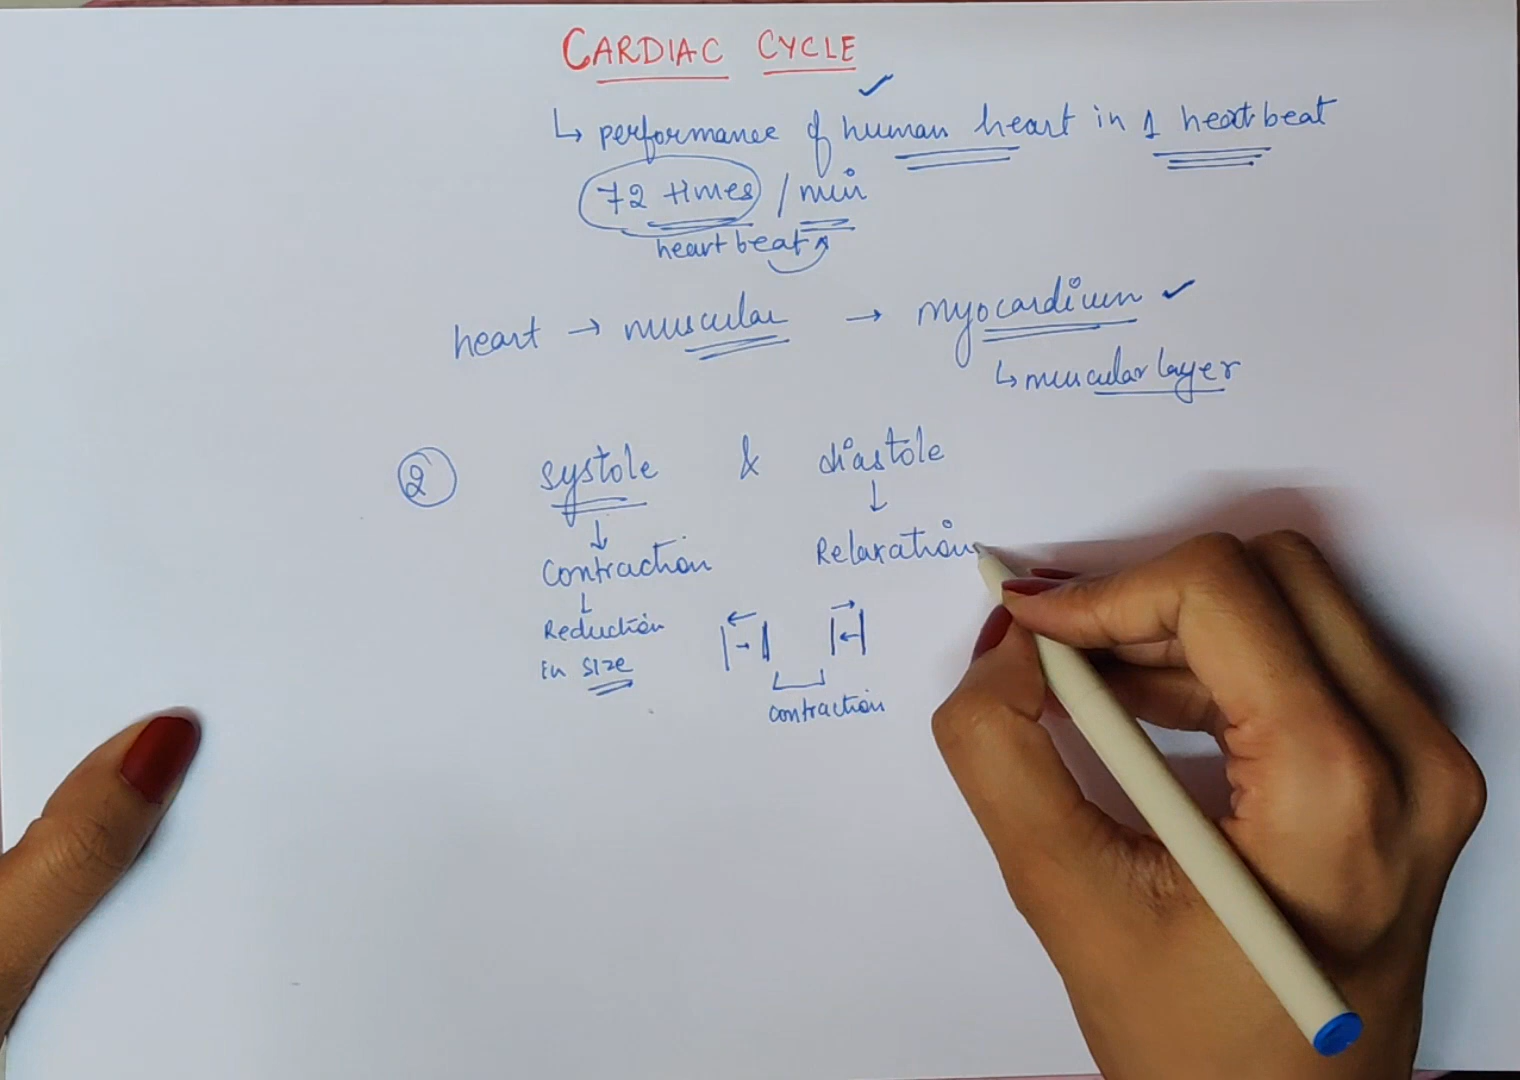 CARDIAC CYCLE
↳ performance of human heart in 1 heartbeat
72 times / min
heart beat
heart → muscular → myocardium ✓
↳ muscular layer
2 systole & diastole
↓ ↓
Contraction Relaxation
Reduction
in size
contraction